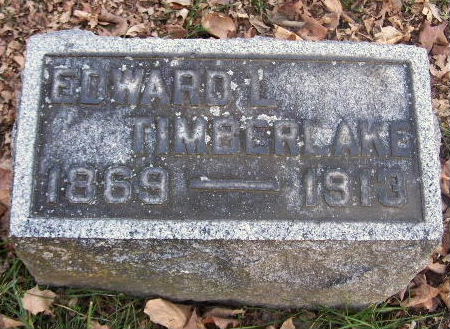 EDWARD L
TIMBERLAKE
1869 — 1913